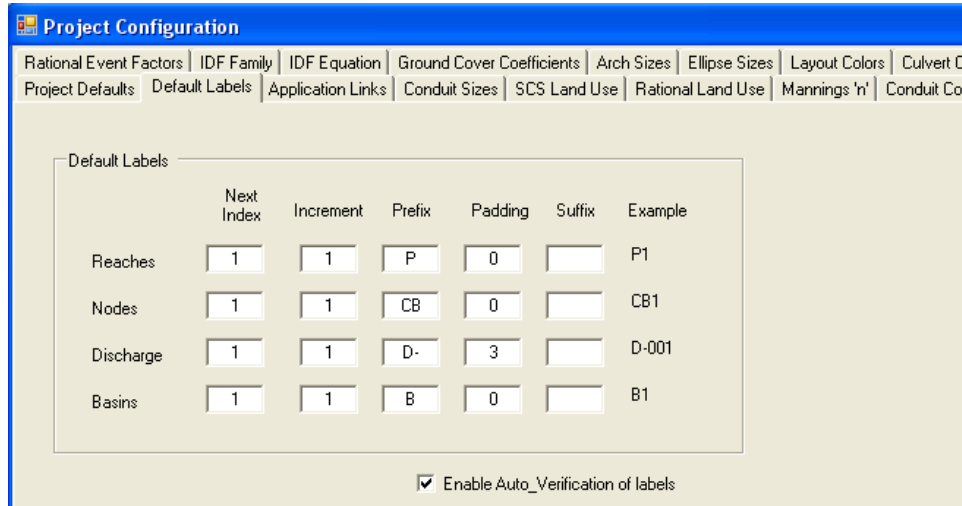 Project Configuration
Rational Event Factors IDF Family IDF Equation Ground Cover Coefficients Arch Sizes Ellipse Sizes Layout Colors Culvert
Project Defaults Default Labels Application Links Conduit Sizes SCS Land Use Rational Land Use Mannings 'n' Conduit
Default Labels
Next Index Increment Prefix Padding Suffix Example
Reaches 1 1 P 0 P1
Nodes 1 1 CB 0 CB1
Discharge 1 1 D- 3 D-001
Basins 1 1 B 0 B1
Enable Auto_Verification of labels